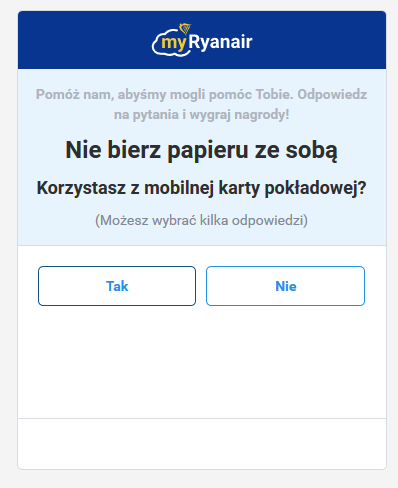 myRyanair
Pomóż nam, abyśmy mogli pomóc Tobie. Odpowiedz
na pytania i wygraj nagrody!
Nie bierz papieru ze sobą
Korzystasz z mobilnej karty pokładowej?
(Możesz wybrać kilka odpowiedzi)
Tak Nie